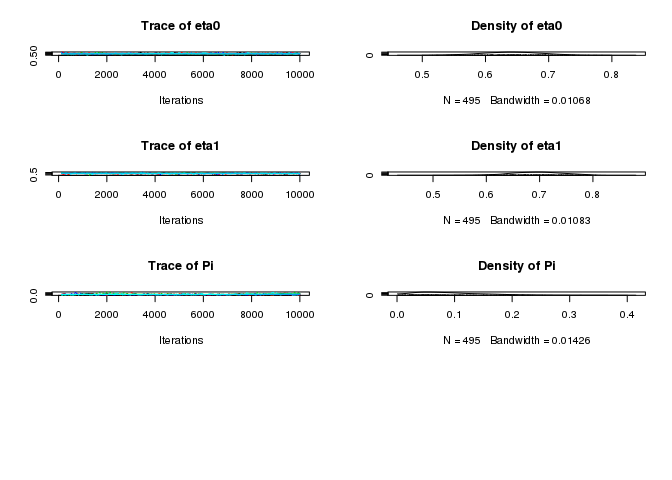 Trace of eta0
Density of eta0
0.50
0
0 2000 4000 6000 8000 10000
0.5 0.6 0.7 0.8
Iterations
N = 495 Bandwidth = 0.01068
Trace of eta1
Density of eta1
0.5
0
0 2000 4000 6000 8000 10000
0.5 0.6 0.7 0.8
Iterations
N = 495 Bandwidth = 0.01083
Trace of Pi
Density of Pi
0.0
0
0 2000 4000 6000 8000 10000
0.0 0.1 0.2 0.3 0.4
Iterations
N = 495 Bandwidth = 0.01426